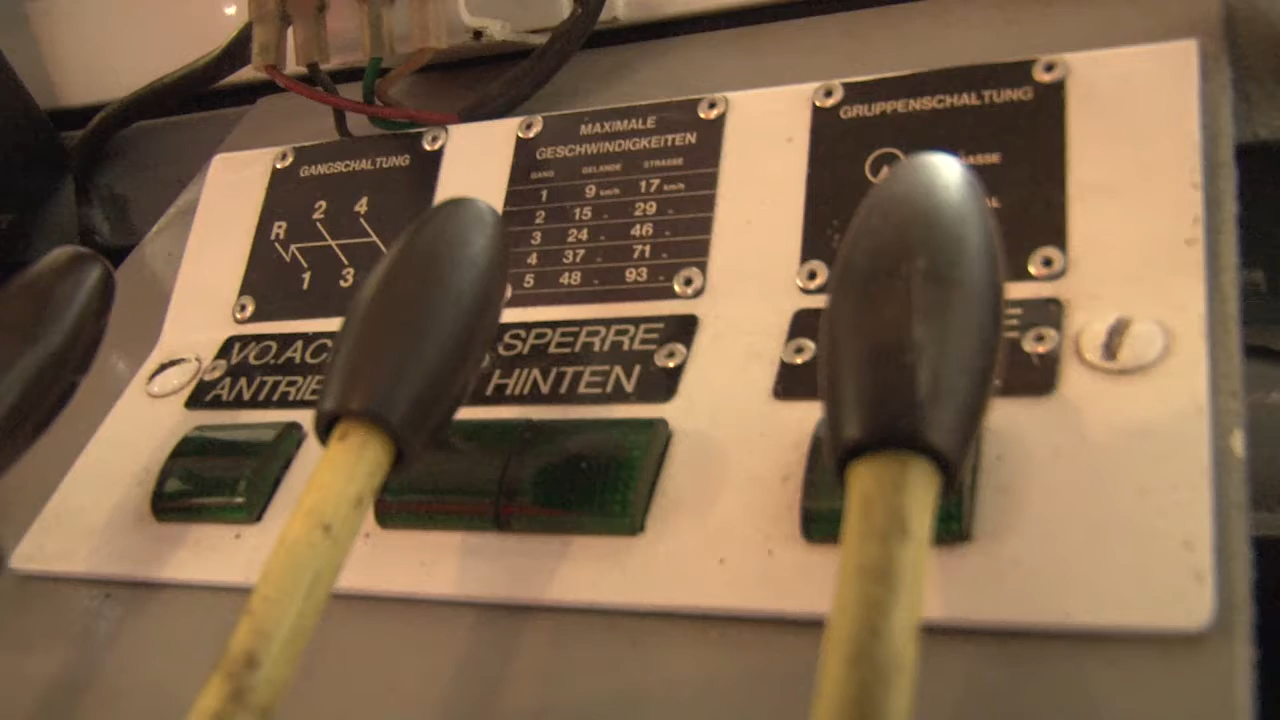 GANGSCHALTUNG
2 4
R
1 3
MAXIMALE
GESCHWINDIGKEITEN
GANG GELÄNDE STRASSE
1 9 km/h 17 km/h
2 15 " 29 "
3 24 " 46 "
4 37 " 71 "
5 48 " 93 "
GRUPPENSCHALTUNG
SPERRE
HINTEN